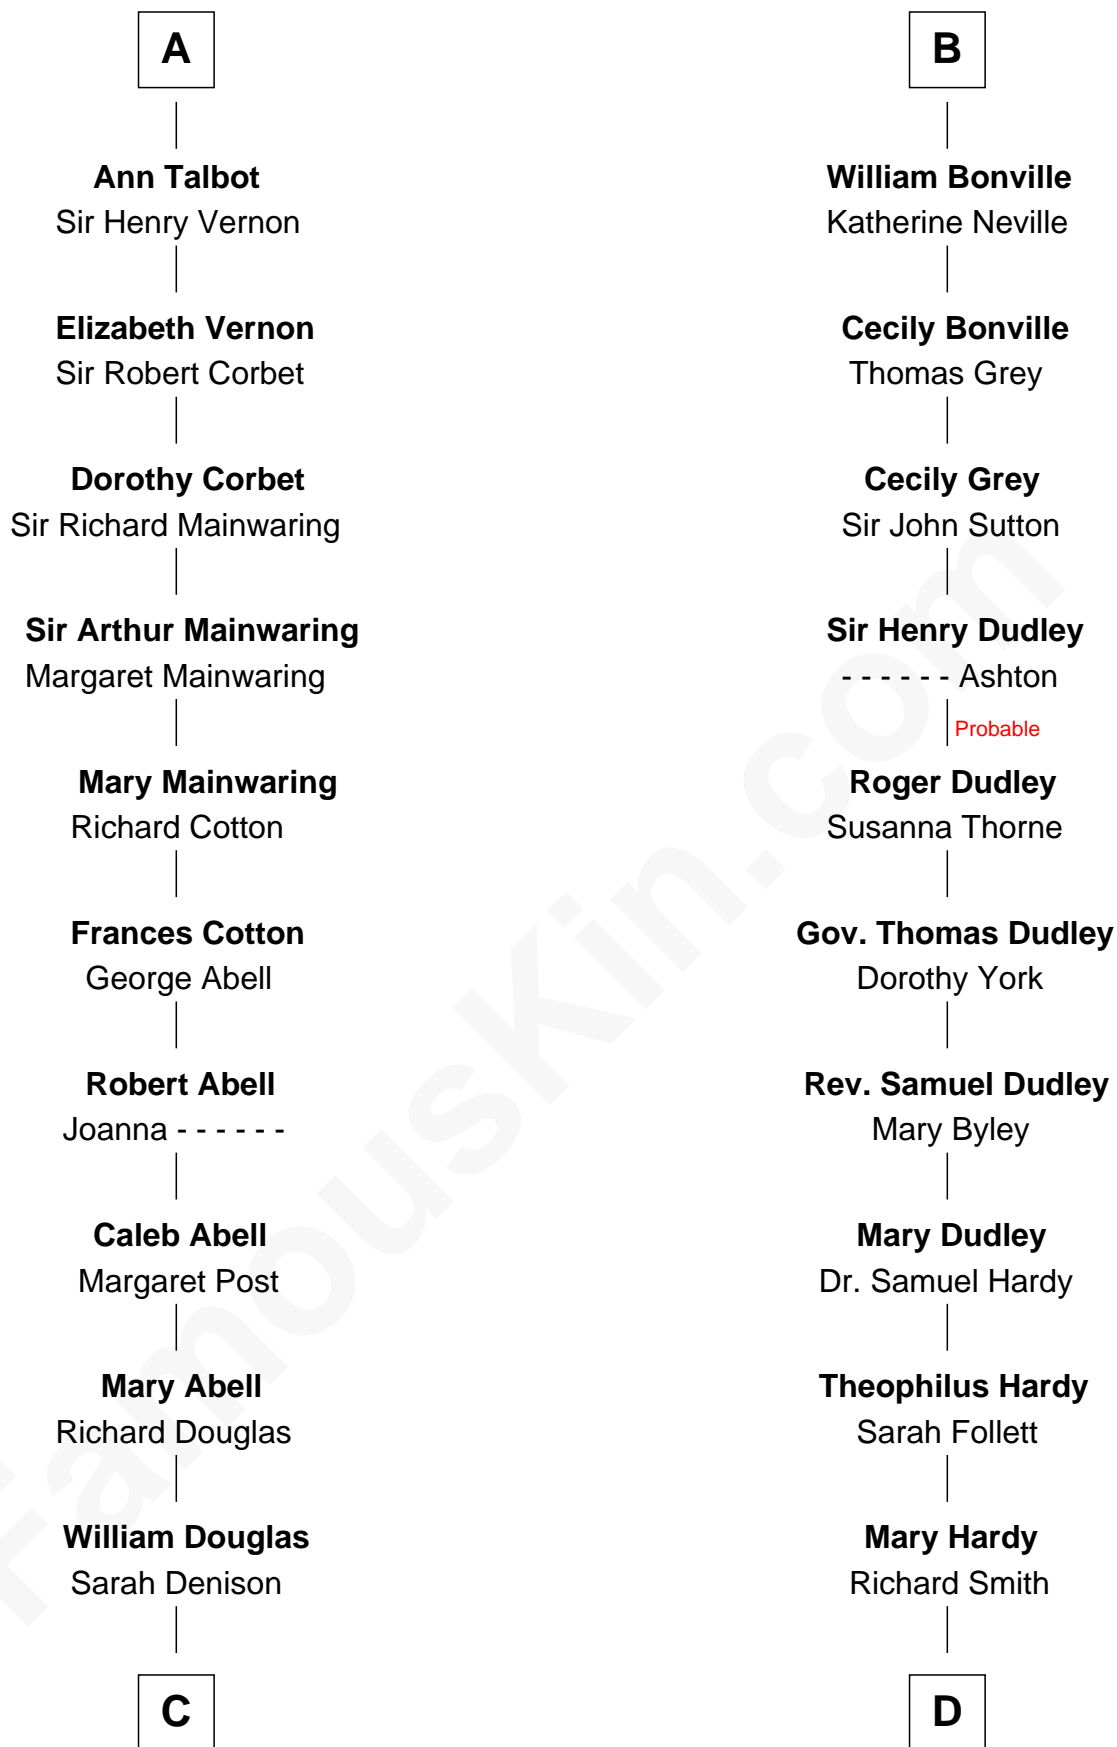 A
Ann Talbot
Sir Henry Vernon
Elizabeth Vernon
Sir Robert Corbet
Dorothy Corbet
Sir Richard Mainwaring
Sir Arthur Mainwaring
Margaret Mainwaring
Mary Mainwaring
Richard Cotton
Frances Cotton
George Abell
Robert Abell
Joanna - - - - - -
Caleb Abell
Margaret Post
Mary Abell
Richard Douglas
William Douglas
Sarah Denison
C
B
William Bonville
Katherine Neville
Cecily Bonville
Thomas Grey
Cecily Grey
Sir John Sutton
Sir Henry Dudley
- - - - - - Ashton
Probable
Roger Dudley
Susanna Thorne
Gov. Thomas Dudley
Dorothy York
Rev. Samuel Dudley
Mary Byley
Mary Dudley
Dr. Samuel Hardy
Theophilus Hardy
Sarah Follett
Mary Hardy
Richard Smith
D
FamousKin.com